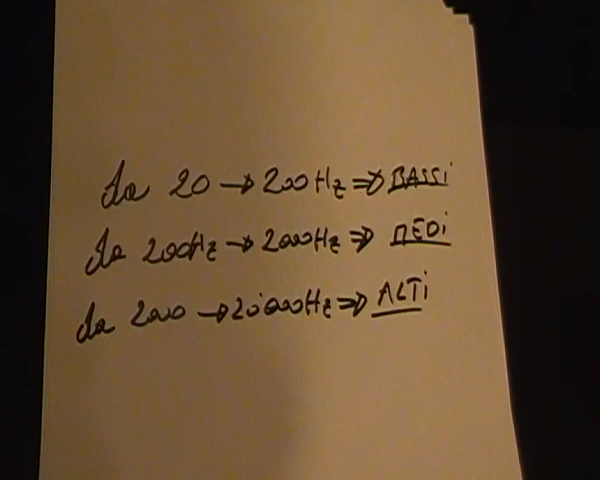 da 20 → 200 Hz ⇒ BASSi
da 200Hz → 2000Hz ⇒ MEDi
da 2000 → 20'000Hz ⇒ ALTi